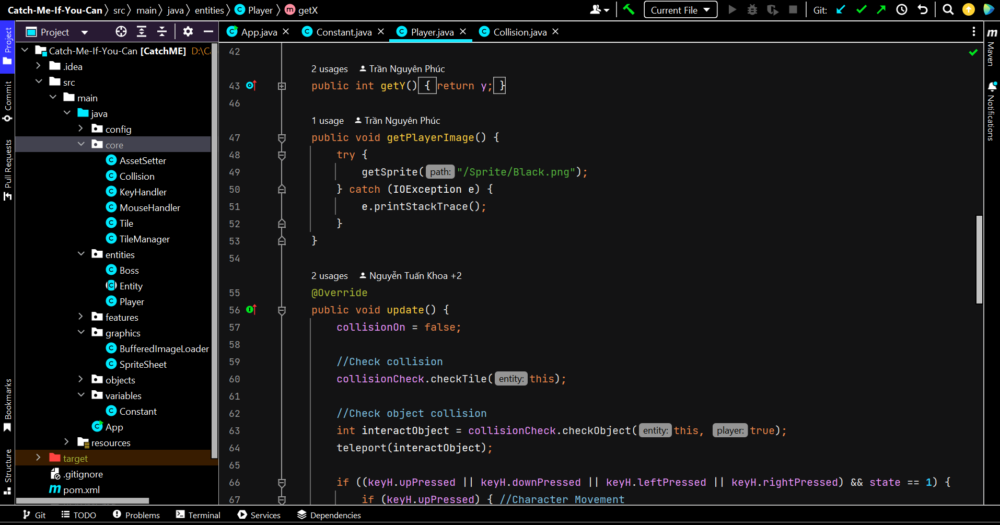 Catch-Me-If-You-Can 〉 src 〉 main 〉 java 〉 entities 〉 C Player 〉 m getX
Current File
Git:
Project
Commit
Pull Requests
Bookmarks
Structure
Project
Catch-Me-If-You-Can [CatchME] D:\Ca
.idea
src
main
java
config
core
C AssetSetter
C Collision
C KeyHandler
C MouseHandler
C Tile
C TileManager
entities
C Boss
C Entity
C Player
features
graphics
C BufferedImageLoader
C SpriteSheet
objects
variables
C Constant
C App
resources
target
.gitignore
m pom.xml
C App.java
C Constant.java
C Player.java
C Collision.java
42
2 usages Trần Nguyên Phúc
43 public int getY() { return y; }
46
1 usage Trần Nguyên Phúc
47 public void getPlayerImage() {
48 try {
49 getSprite( path: "/Sprite/Black.png");
50 } catch (IOException e) {
51 e.printStackTrace();
52 }
53 }
54
2 usages Nguyễn Tuấn Khoa +2
55 @Override
56 public void update() {
57 collisionOn = false;
58
59 //Check collision
60 collisionCheck.checkTile( entity: this);
61
62 //Check object collision
63 int interactObject = collisionCheck.checkObject( entity: this, player: true);
64 teleport(interactObject);
65
66 if ((keyH.upPressed || keyH.downPressed || keyH.leftPressed || keyH.rightPressed) && state == 1) {
67 if (keyH.upPressed) { //Character Movement
m Maven
Notifications
Git
TODO
Problems
Terminal
Services
Dependencies